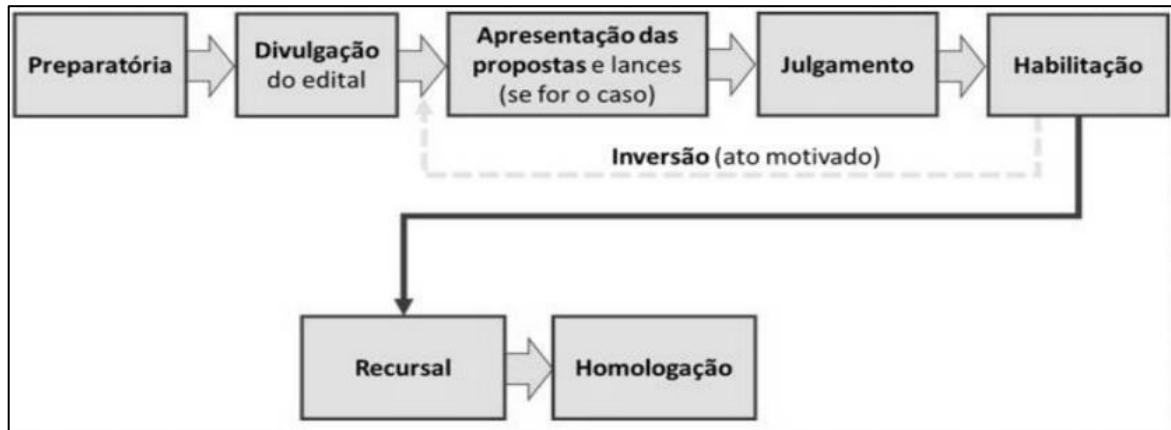 Preparatória
Divulgação
do edital
Apresentação das
propostas e lances
(se for o caso)
Julgamento
Habilitação
Inversão (ato motivado)
Recursal
Homologação